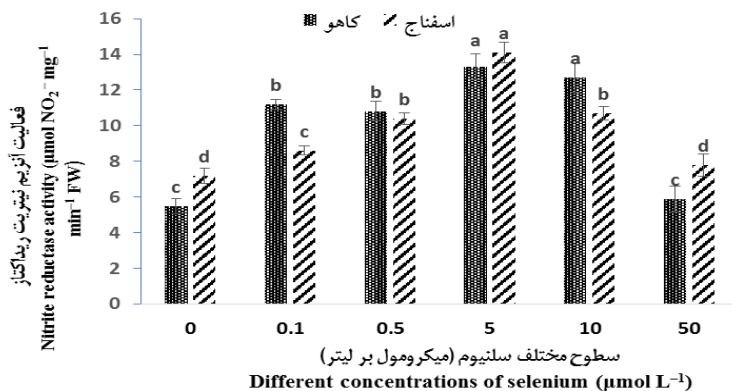 کاهو اسفناج
فعالیت آنزیم نیتریت ریداکتاز
Nitrite reductase activity (µmol NO₂⁻ mg⁻¹
min⁻¹ FW)
16
14
12
10
8
6
4
2
0
c d b c b b a a a b c d
0 0.1 0.5 5 10 50
سطوح مختلف سلنیوم (میکرومول بر لیتر)
Different concentrations of selenium (µmol L⁻¹)